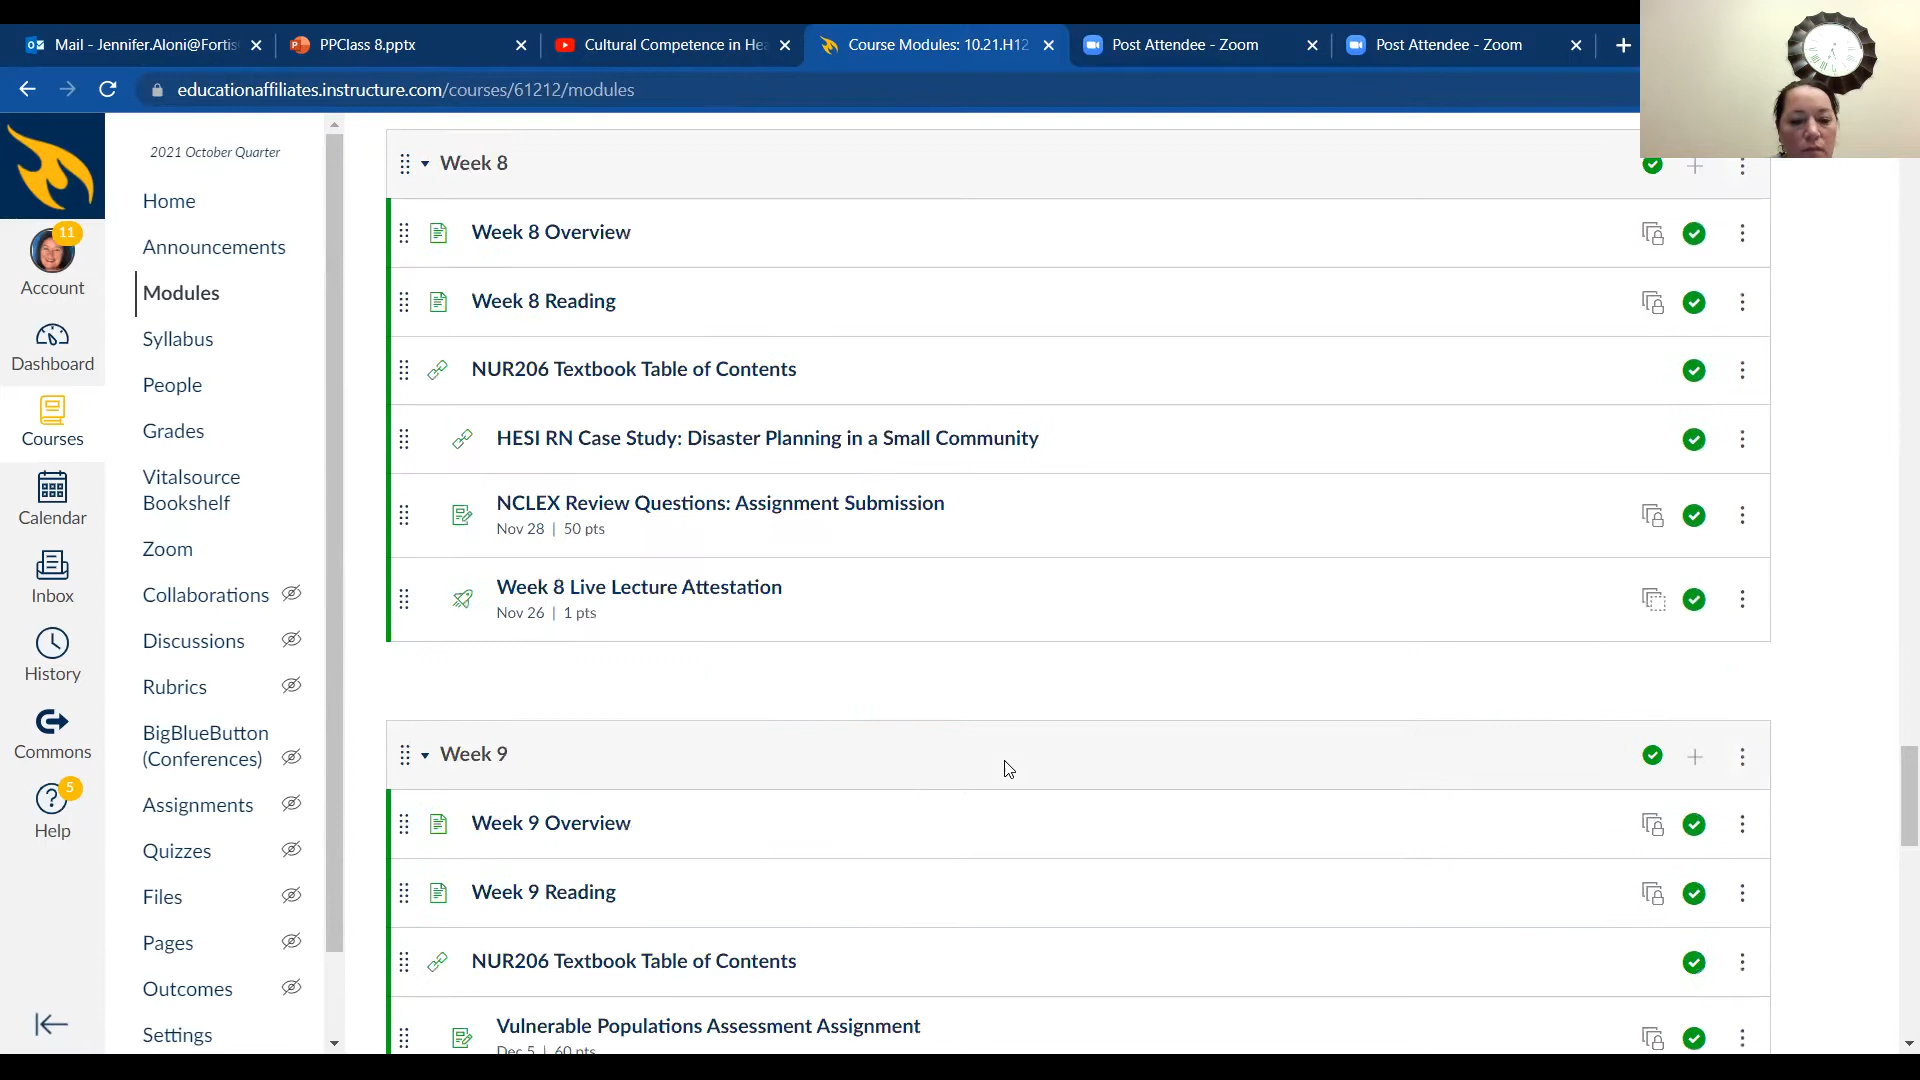 Mail - Jennifer.Aloni@Fortis
PPClass 8.pptx
Cultural Competence in Hea
Course Modules: 10.21.H12
Post Attendee - Zoom
Post Attendee - Zoom
educationaffiliates.instructure.com/courses/61212/modules
11
Account
Dashboard
Courses
Calendar
Inbox
History
Commons
5
Help
2021 October Quarter
Home
Announcements
Modules
Syllabus
People
Grades
Vitalsource
Bookshelf
Zoom
Collaborations
Discussions
Rubrics
BigBlueButton
(Conferences)
Assignments
Quizzes
Files
Pages
Outcomes
Settings
Week 8
Week 8 Overview
Week 8 Reading
NUR206 Textbook Table of Contents
HESI RN Case Study: Disaster Planning in a Small Community
NCLEX Review Questions: Assignment Submission
Nov 28 | 50 pts
Week 8 Live Lecture Attestation
Nov 26 | 1 pts
Week 9
Week 9 Overview
Week 9 Reading
NUR206 Textbook Table of Contents
Vulnerable Populations Assessment Assignment
Dec 5 | 60 pts